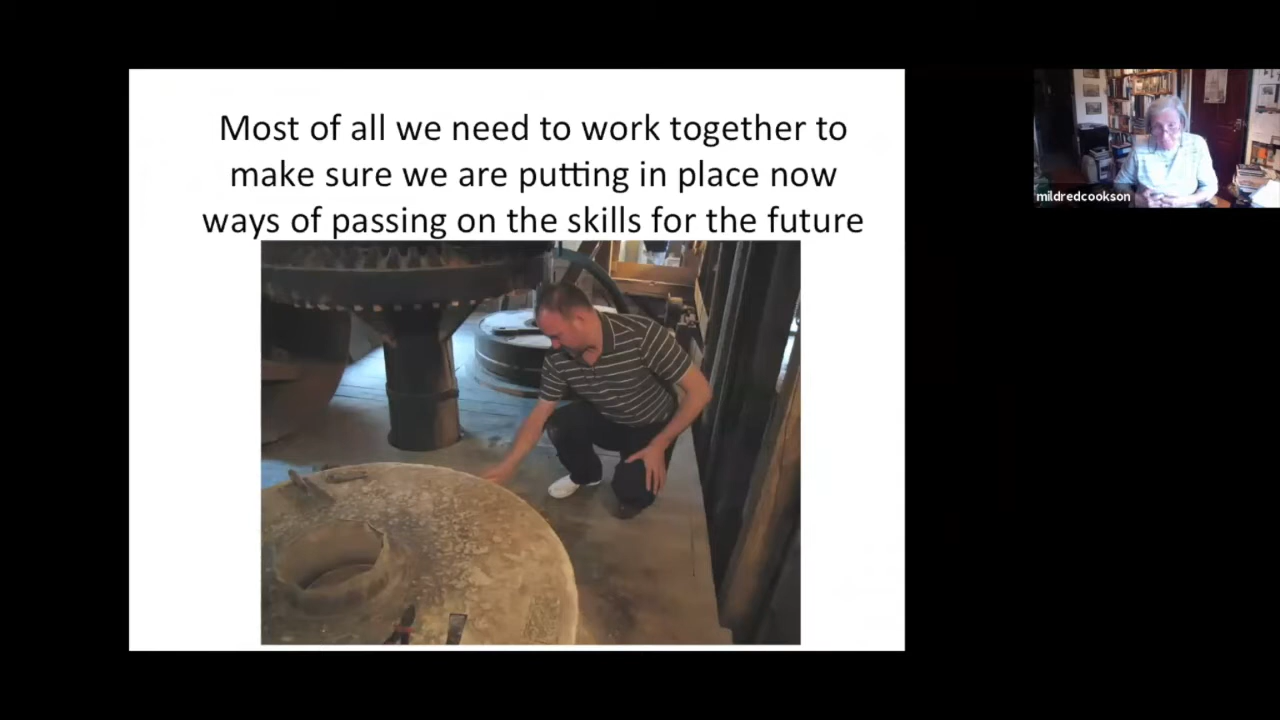 Most of all we need to work together to
make sure we are putting in place now
ways of passing on the skills for the future
mildredcookson